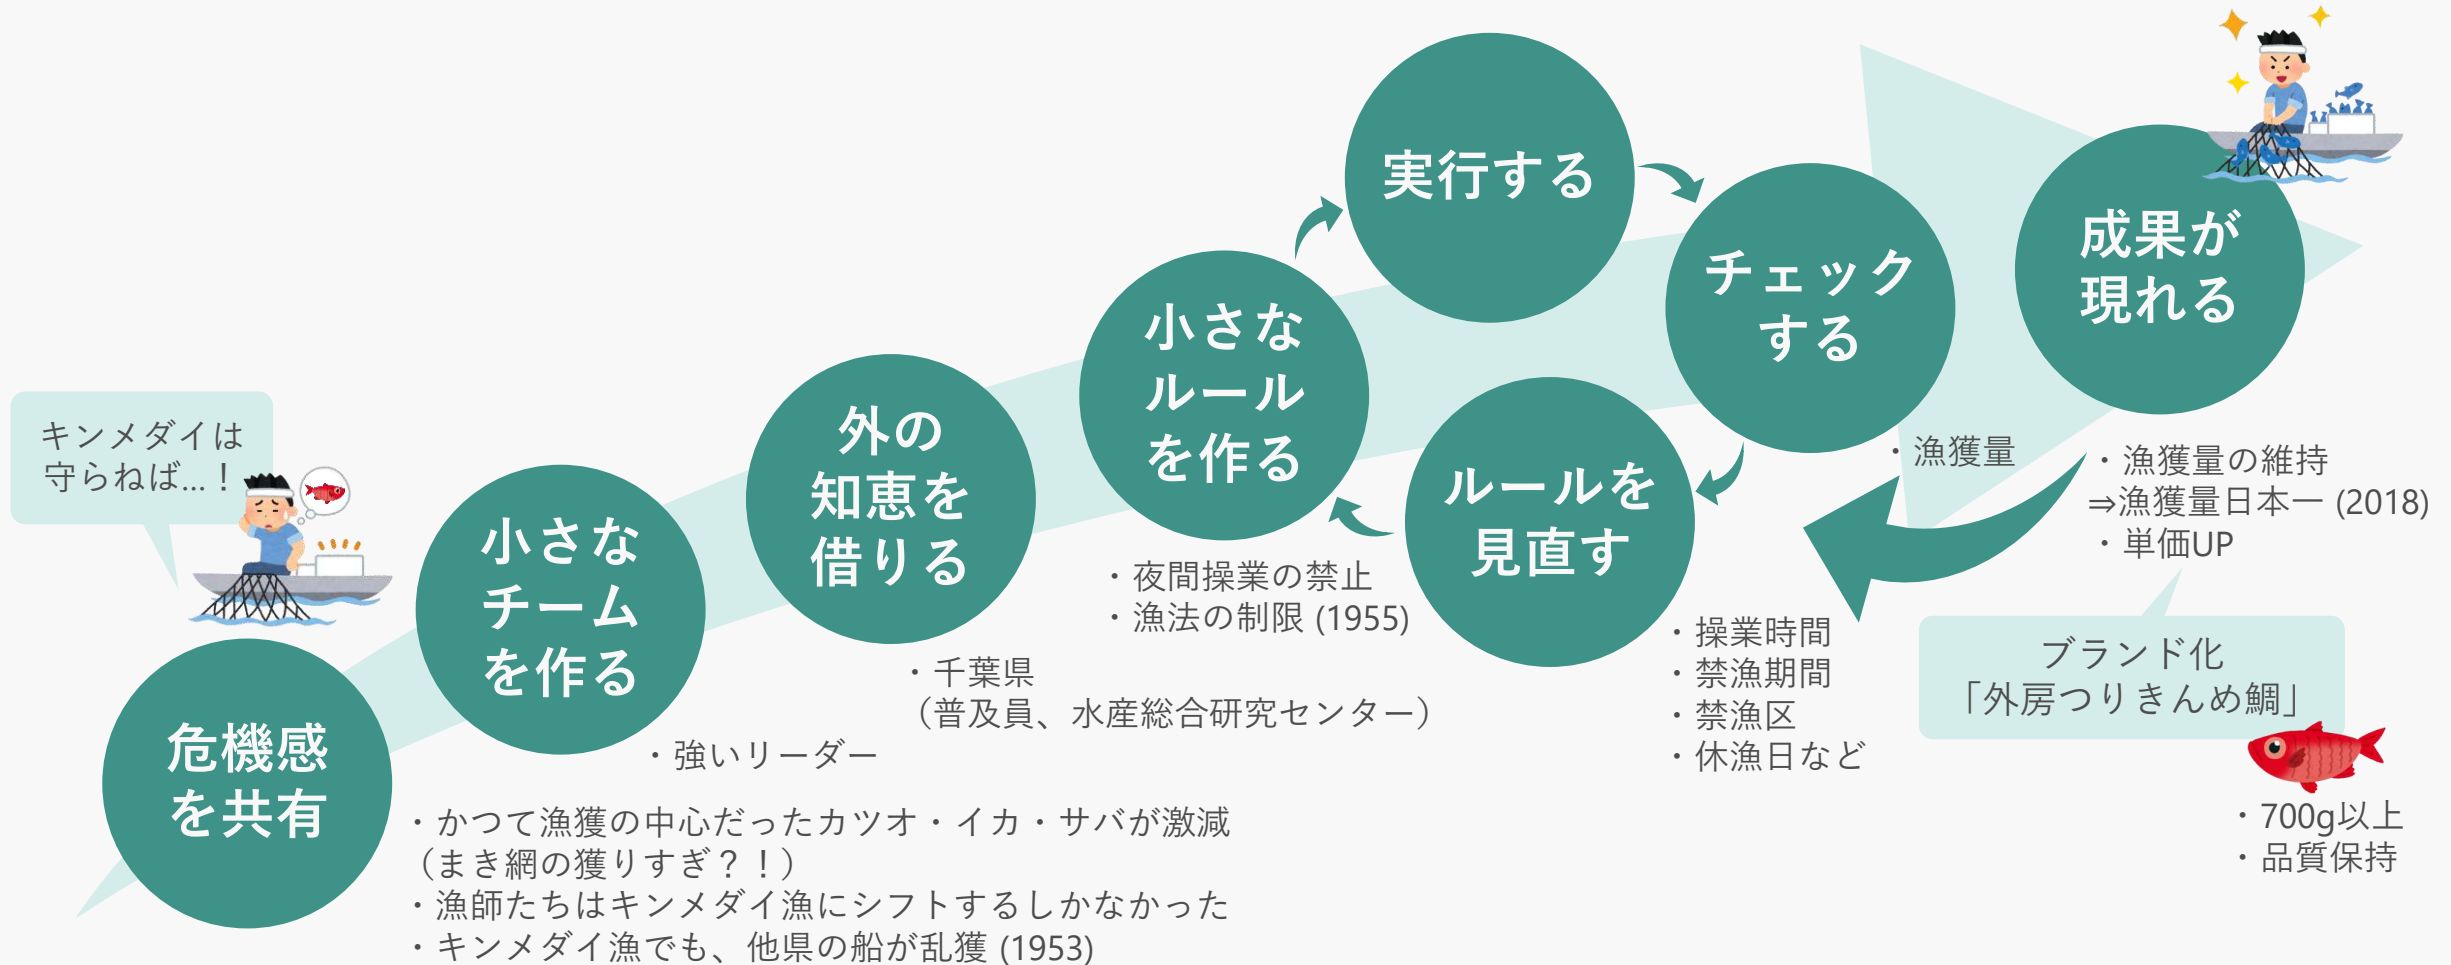 キンメダイは
守らねば…！
危機感
を共有
・かつて漁獲の中心だったカツオ・イカ・サバが激減
（まき網の獲りすぎ？！）
・漁師たちはキンメダイ漁にシフトするしかなかった
・キンメダイ漁でも、他県の船が乱獲 (1953)
小さな
チーム
を作る
・強いリーダー
外の
知恵を
借りる
・千葉県
（普及員、水産総合研究センター）
小さな
ルール
を作る
・夜間操業の禁止
・漁法の制限 (1955)
実行する
チェック
する
・漁獲量
ルールを
見直す
・操業時間
・禁漁期間
・禁漁区
・休漁日など
成果が
現れる
・漁獲量の維持
⇒漁獲量日本一 (2018)
・単価UP
ブランド化
「外房つりきんめ鯛」
・700g以上
・品質保持